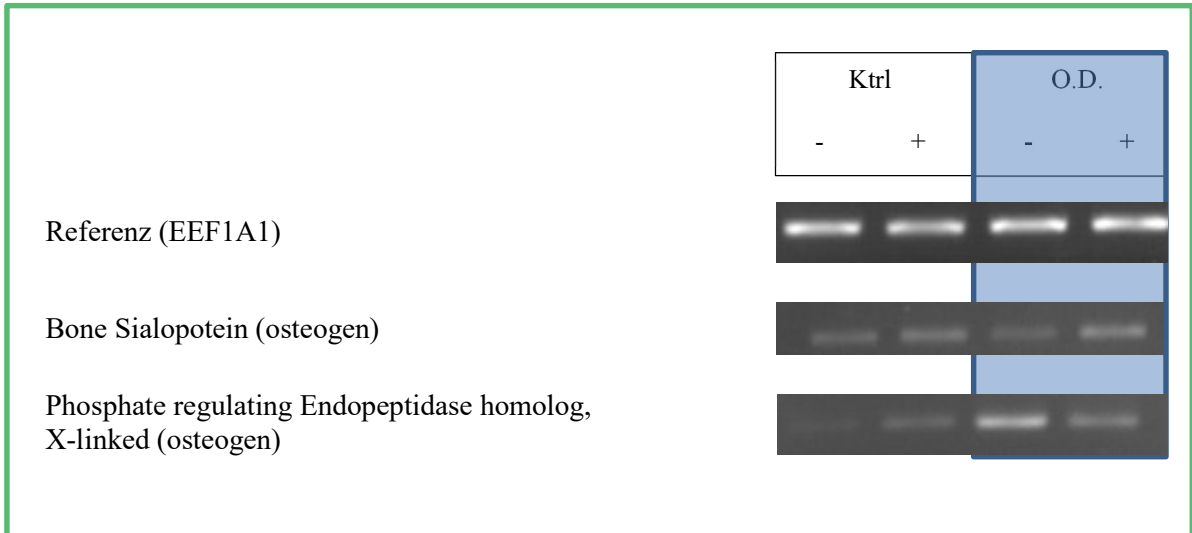 Ktrl O.D.
- + - +
Referenz (EEF1A1)
Bone Sialopotein (osteogen)
Phosphate regulating Endopeptidase homolog,
X-linked (osteogen)